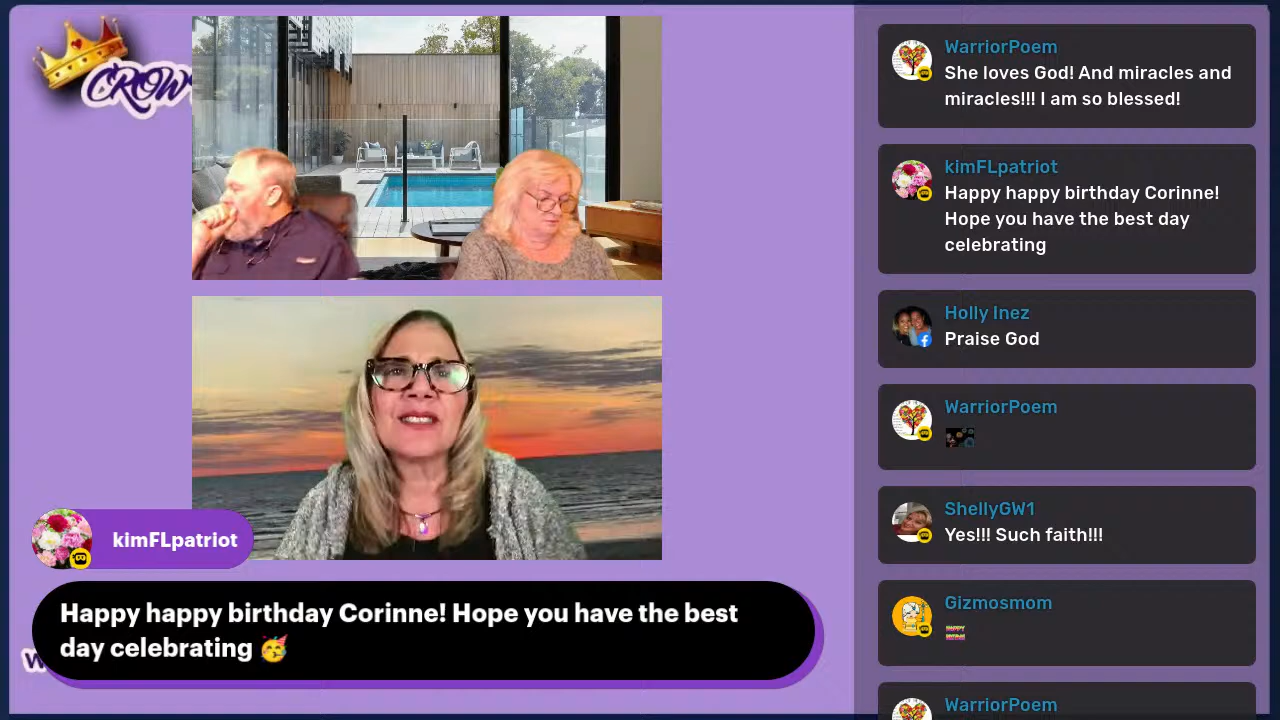 CROW
kimFLpatriot
Happy happy birthday Corinne! Hope you have the best
day celebrating 🥳
W
WarriorPoem
She loves God! And miracles and
miracles!!! I am so blessed!
kimFLpatriot
Happy happy birthday Corinne!
Hope you have the best day
celebrating
Holly Inez
Praise God
WarriorPoem
ShellyGW1
Yes!!! Such faith!!!
Gizmosmom
WarriorPoem